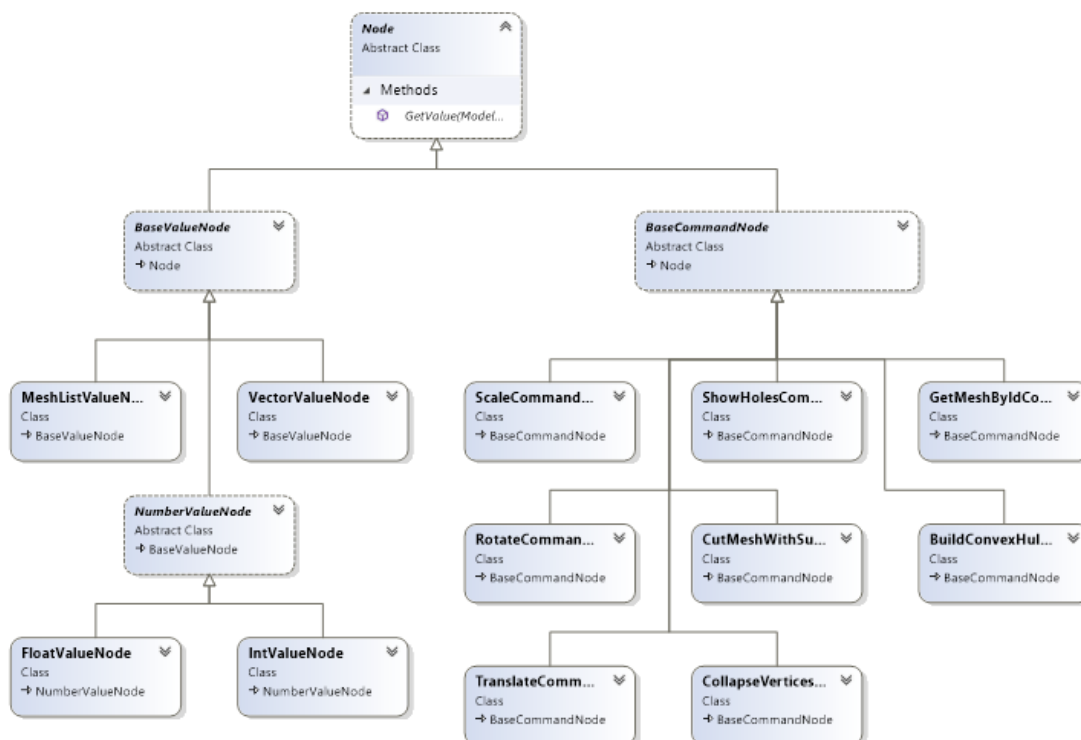 Node
Abstract Class
Methods
GetValue(Model...
BaseValueNode
Abstract Class
Node
BaseCommandNode
Abstract Class
Node
MeshListValueN...
Class
BaseValueNode
VectorValueNode
Class
BaseValueNode
ScaleCommand...
Class
BaseCommandNode
ShowHolesCom...
Class
BaseCommandNode
GetMeshByIdCo...
Class
BaseCommandNode
NumberValueNode
Abstract Class
BaseValueNode
RotateComman...
Class
BaseCommandNode
CutMeshWithSu...
Class
BaseCommandNode
BuildConvexHul...
Class
BaseCommandNode
FloatValueNode
Class
NumberValueNode
IntValueNode
Class
NumberValueNode
TranslateComm...
Class
BaseCommandNode
CollapseVertices...
Class
BaseCommandNode